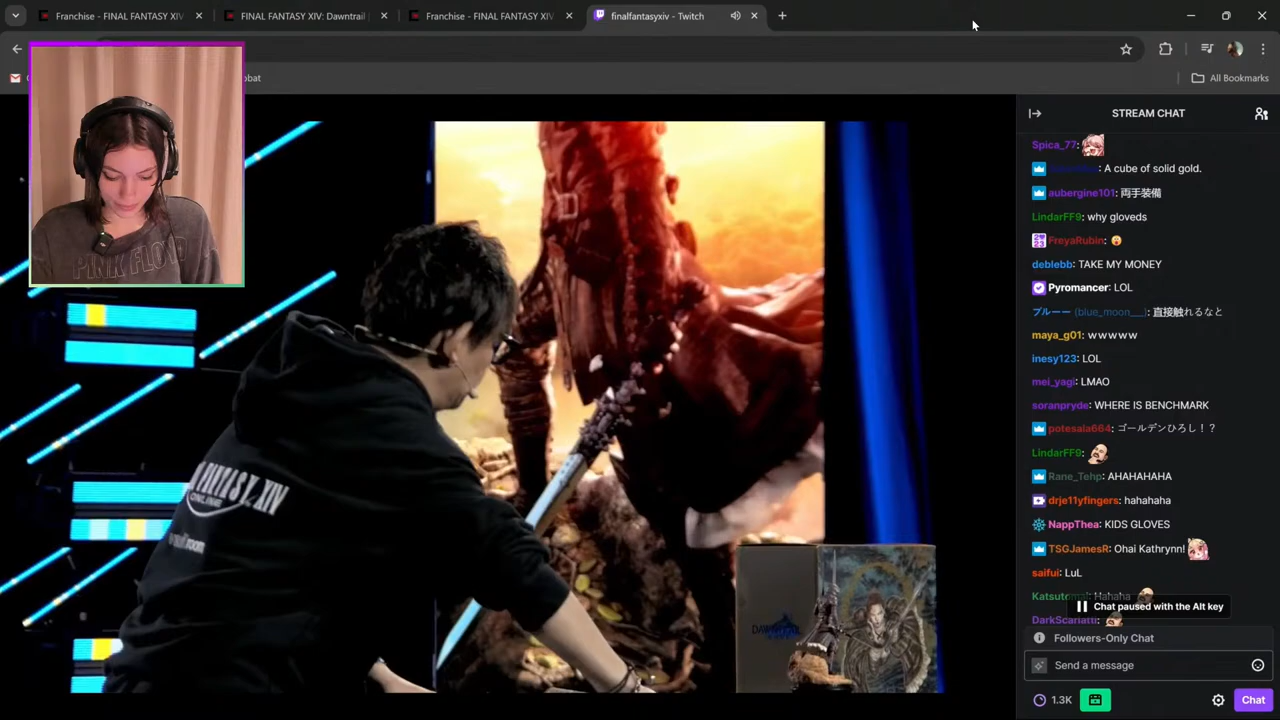 Franchise - FINAL FANTASY XIV
FINAL FANTASY XIV: Dawntrail
Franchise - FINAL FANTASY XIV
finalfantasyxiv - Twitch
All Bookmarks
PINK FLOYD
FANTASY XIV
ONLINE
STREAM CHAT
Spica_77:
: A cube of solid gold.
aubergine101: 両手装備
LindarFF9: why gloveds
FreyaRubin:
deblebb: TAKE MY MONEY
Pyromancer: LOL
ブルーー (blue_moon___): 直接触れるなと
maya_g01: ｗｗｗｗｗ
inesy123: LOL
mei_yagi: LMAO
soranpryde: WHERE IS BENCHMARK
potesala664: ゴールデンひろし！？
LindarFF9:
Rane_Tehp: AHAHAHAHA
drje11yfingers: hahahaha
NappThea: KIDS GLOVES
TSGJamesR: Ohai Kathrynn!
saifui: LuL
Hahaha
Chat paused with the Alt key
DarkScarlatti:
Followers-Only Chat
Send a message
1.3K
Chat